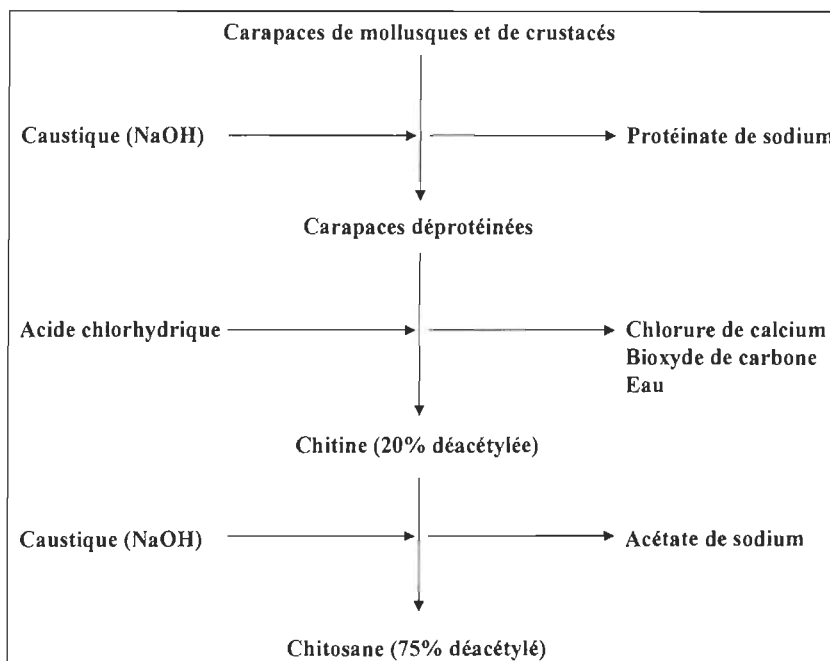 Carapaces de mollusques et de crustacés
Caustique (NaOH)
Protéinate de sodium
Carapaces déprotéinées
Acide chlorhydrique
Chlorure de calcium
Bioxyde de carbone
Eau
Chitine (20% déacétylée)
Caustique (NaOH)
Acétate de sodium
Chitosane (75% déacétylé)